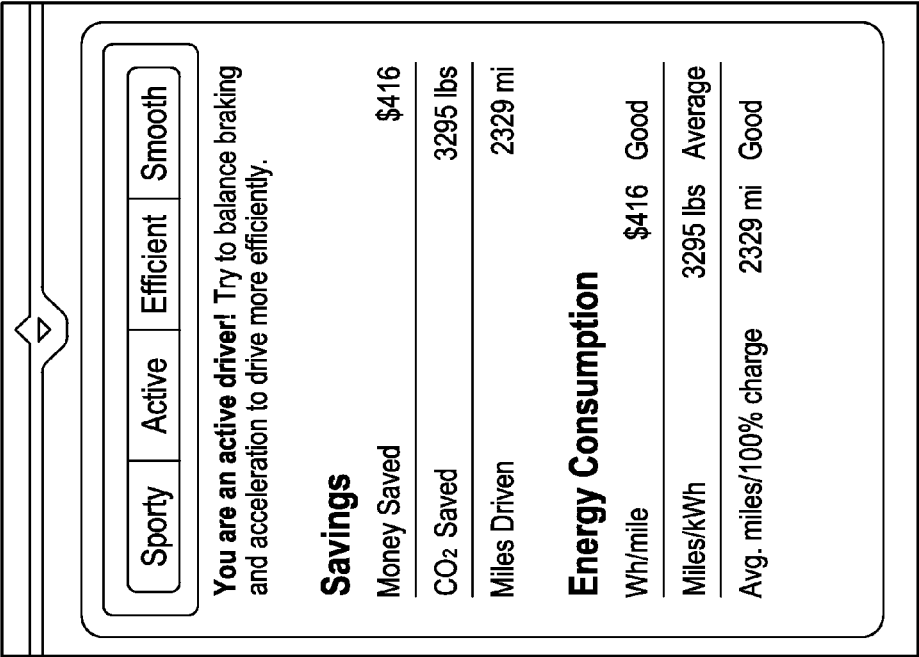 Sporty Active Efficient Smooth
You are an active driver! Try to balance braking
and acceleration to drive more efficiently.
Savings
Money Saved $416
CO2 Saved 3295 lbs
Miles Driven 2329 mi
Energy Consumption
Wh/mile $416 Good
Miles/kWh 3295 lbs Average
Avg. miles/100% charge 2329 mi Good